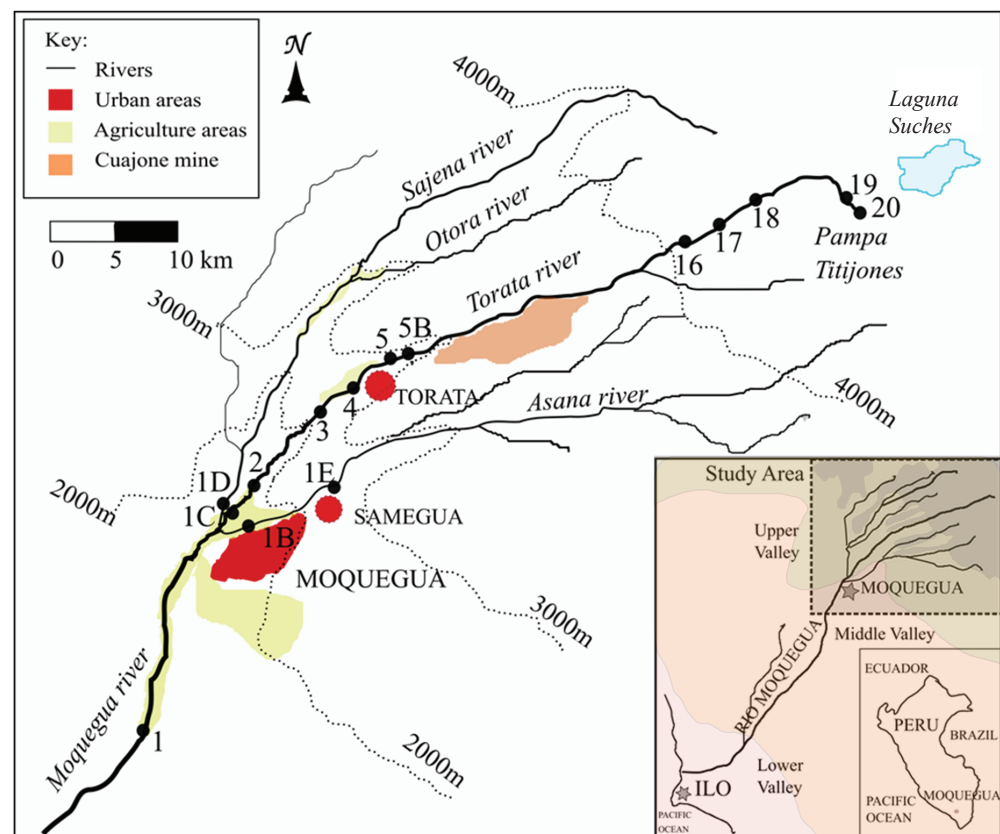 Key:
Rivers
Urban areas
Agriculture areas
Cuajone mine
N
0 5 10 km
4000m
Sajena river
Otora river
Laguna
Suches
19
20
18
17
16
Pampa
Titijones
3000m
Torata river
5B
5
4
TORATA
3
Asana river
4000m
2
1E
1D
1C
1B
2000m
SAMEGUA
MOQUEGUA
3000m
Moquegua river
1
2000m
Study Area
Upper
Valley
MOQUEGUA
Middle Valley
RIO MOQUEGUA
ECUADOR
PERU
BRAZIL
Lower
Valley
ILO
MOQUEGUA
PACIFIC
OCEAN
PACIFIC
OCEAN